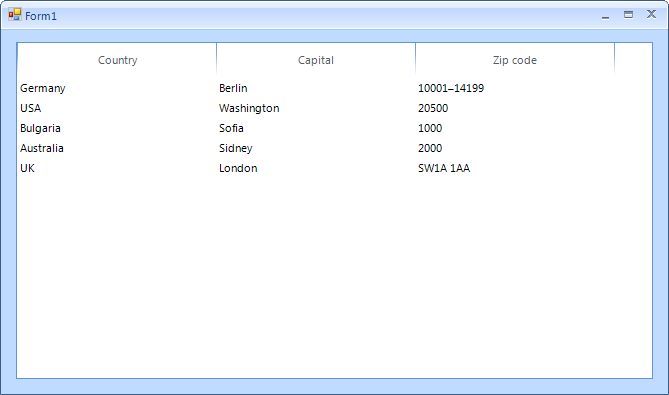 Form1
Country Capital Zip code
Germany Berlin 10001–14199
USA Washington 20500
Bulgaria Sofia 1000
Australia Sidney 2000
UK London SW1A 1AA